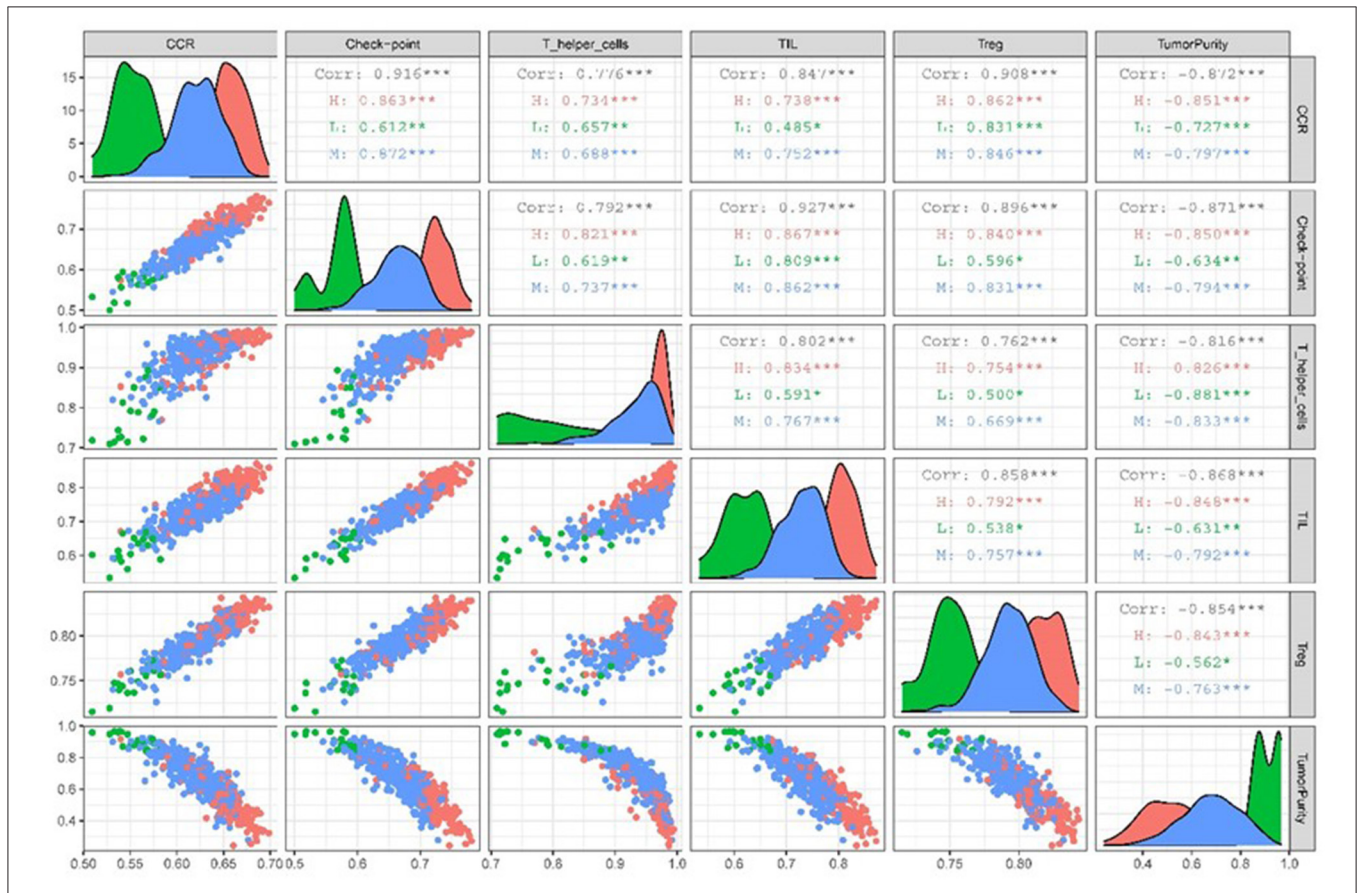 CCR Check-point T_helper_cells TIL Treg TumorPurity
15 Corr: 0.916*** Corr: 0.776*** Corr: 0.847*** Corr: 0.908*** Corr: -0.872***
10 H: 0.863*** H: 0.734*** H: 0.738*** H: 0.862*** H: -0.851***
5 L: 0.612** L: 0.657** L: 0.485* L: 0.831*** L: -0.727***
0 M: 0.872*** M: 0.688*** M: 0.752*** M: 0.846*** M: -0.797***
CCR
0.7 Corr: 0.792*** Corr: 0.927*** Corr: 0.896*** Corr: -0.871***
H: 0.821*** H: 0.867*** H: 0.840*** H: -0.850***
0.6 L: 0.619** L: 0.809*** L: 0.596* L: -0.634**
0.5 M: 0.737*** M: 0.862*** M: 0.831*** M: -0.794***
Check-point
1.0 Corr: 0.802*** Corr: 0.762*** Corr: -0.816***
0.9 H: 0.834*** H: 0.754*** H: 0.826***
0.8 L: 0.591* L: 0.500* L: -0.881***
0.7 M: 0.767*** M: 0.669*** M: -0.833***
T_helper_cells
0.8 Corr: 0.858*** Corr: -0.868***
0.7 H: 0.792*** H: -0.848***
0.6 L: 0.538* L: -0.631**
M: 0.757*** M: -0.792***
TIL
0.80 Corr: -0.854***
H: -0.843***
0.75 L: -0.562*
M: -0.763***
Treg
1.0
0.8
0.6
0.4
TumorPurity
0.50 0.55 0.60 0.65 0.70 0.5 0.6 0.7 0.7 0.8 0.9 1.0 0.6 0.7 0.8 0.75 0.80 0.4 0.6 0.8 1.0